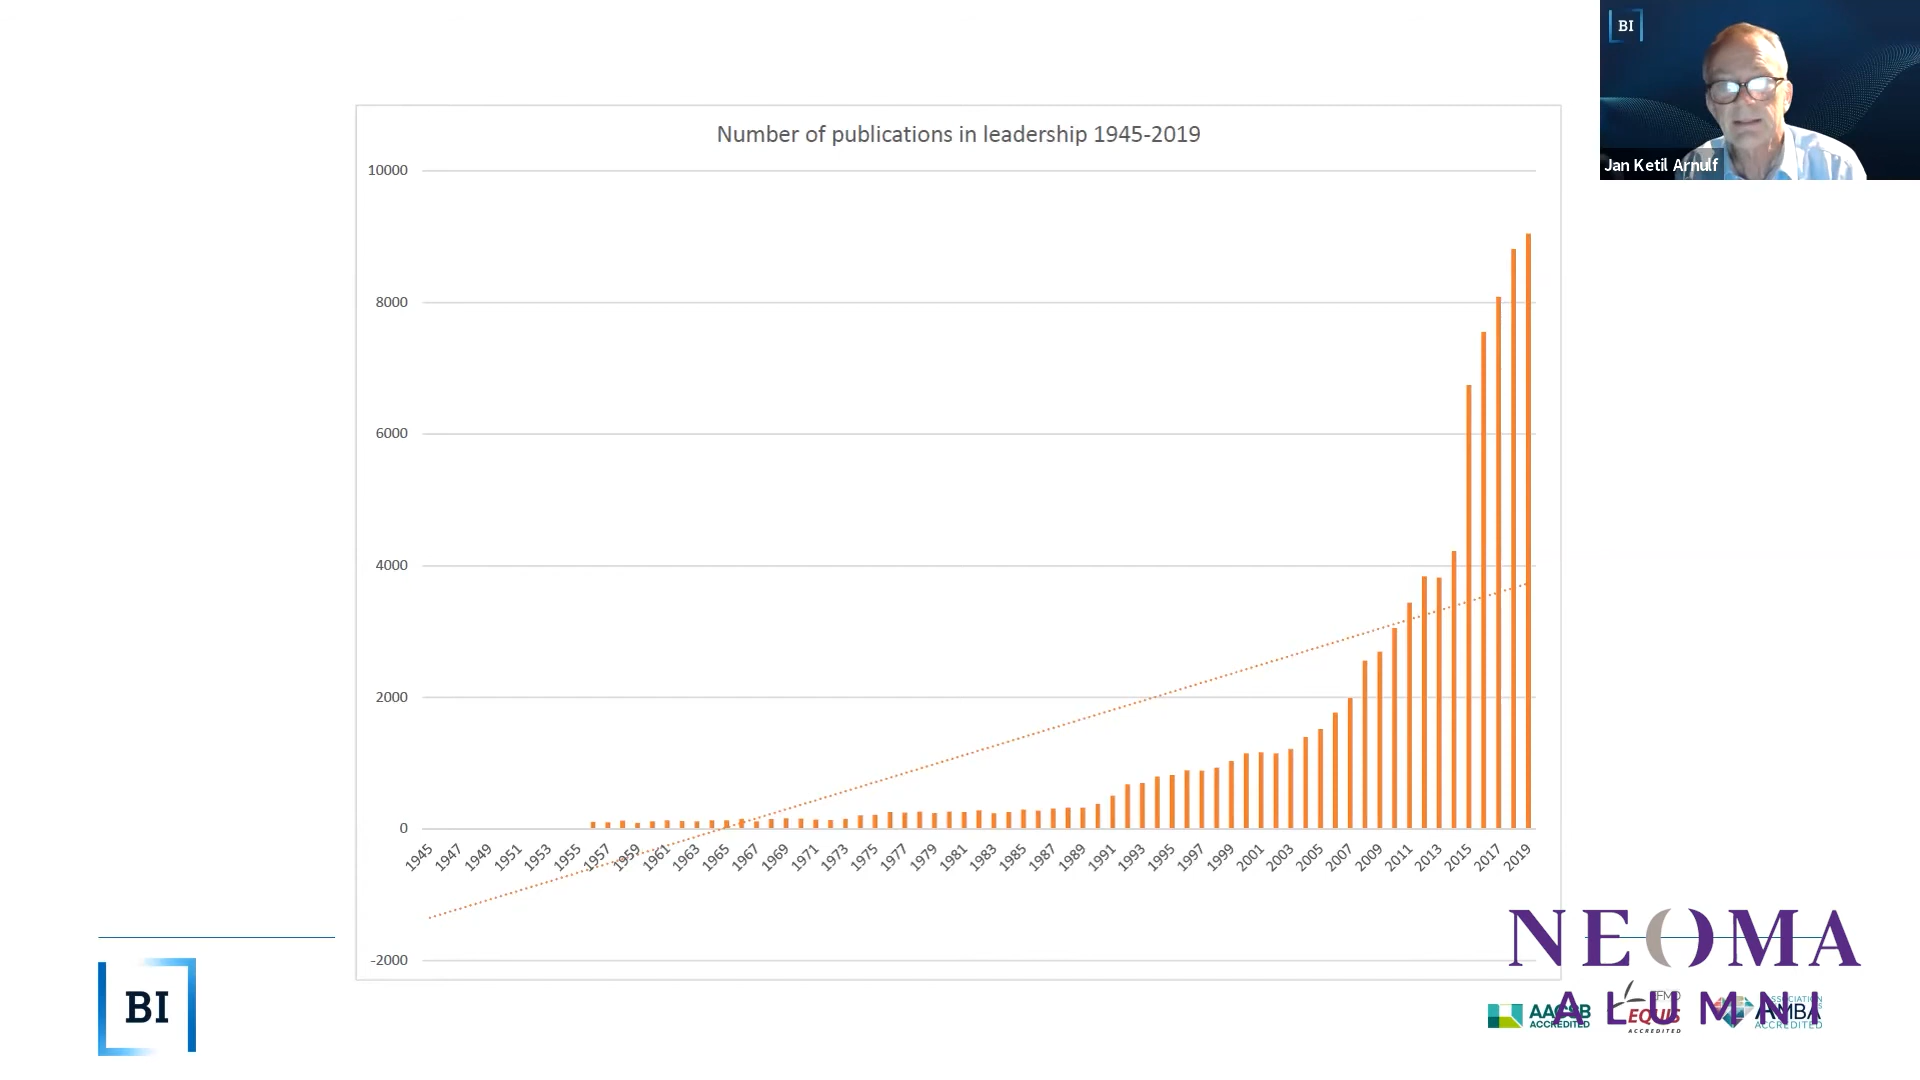 BI
Jan Ketil Arnulf
Number of publications in leadership 1945-2019
10000
8000
6000
4000
2000
0
-2000
1945 1947 1949 1951 1953 1955 1957 1959 1961 1963 1965 1967 1969 1971 1973 1975 1977 1979 1981 1983 1985 1987 1989 1991 1993 1995 1997 1999 2001 2003 2005 2007 2009 2011 2013 2015 2017 2019
NEOMA
ALUMNI
BI
AACSB
ACCREDITED
EFMD
EQUIS
ACCREDITED
ASSOCIATION
AMBA
ACCREDITED